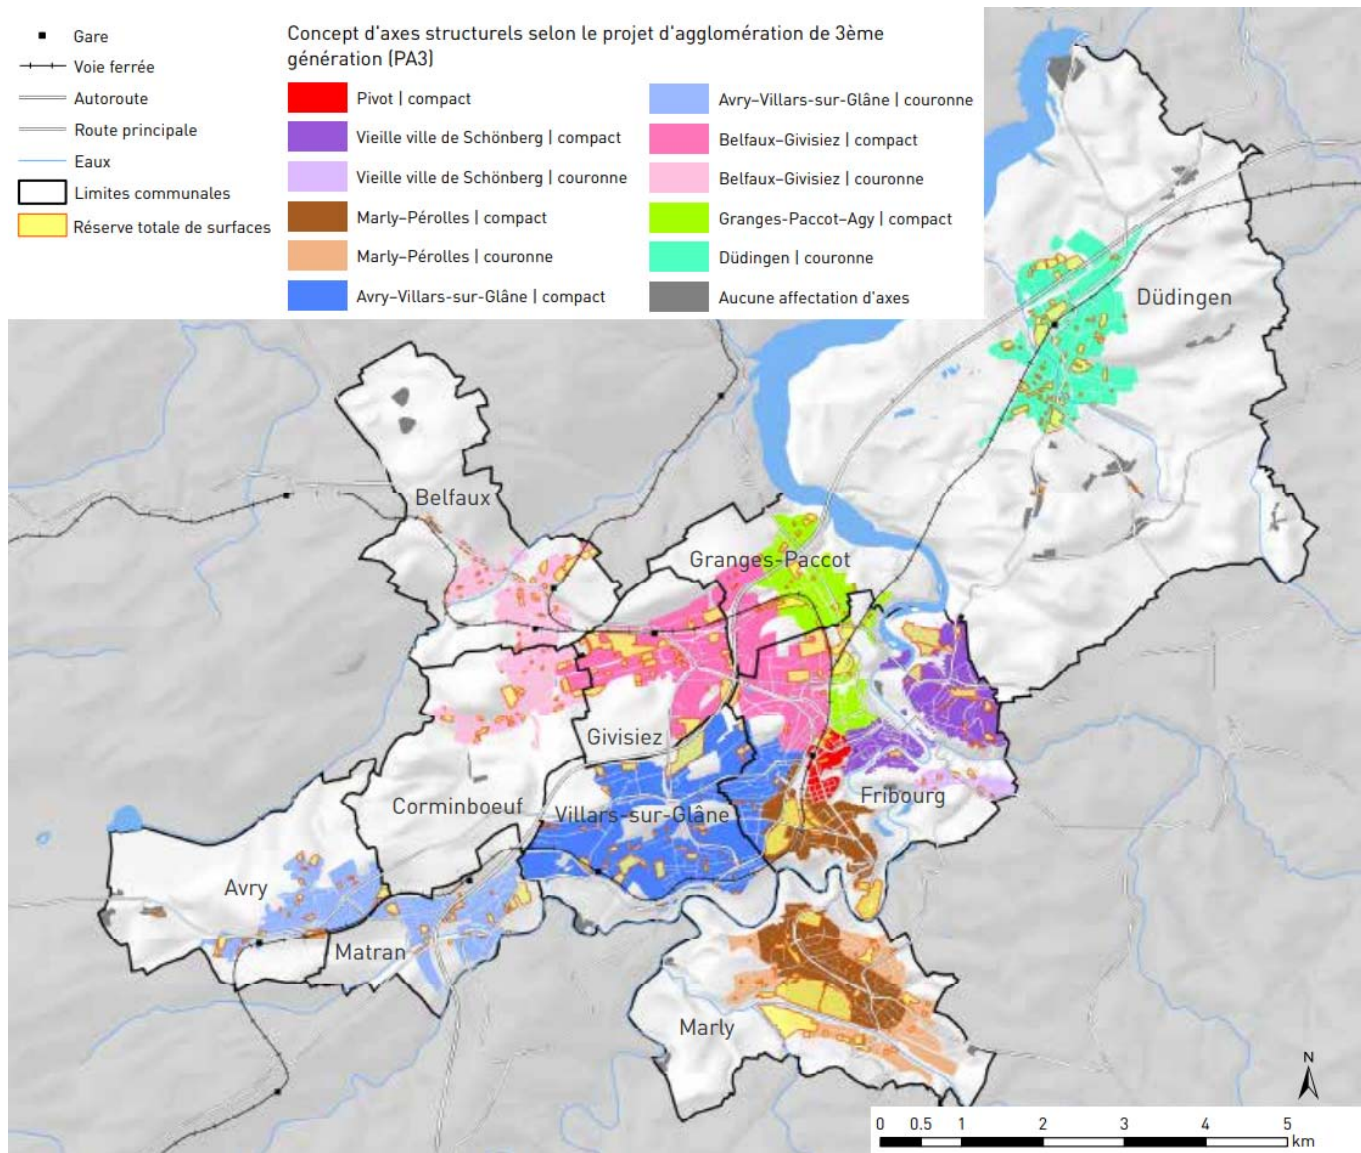 Gare
Voie ferrée
Autoroute
Route principale
Eaux
Limites communales
Réserve totale de surfaces
Concept d'axes structurels selon le projet d'agglomération de 3ème
génération (PA3)
Pivot | compact
Vieille ville de Schönberg | compact
Vieille ville de Schönberg | couronne
Marly–Pérolles | compact
Marly–Pérolles | couronne
Avry–Villars-sur-Glâne | compact
Avry–Villars-sur-Glâne | couronne
Belfaux–Givisiez | compact
Belfaux–Givisiez | couronne
Granges-Paccot–Agy | compact
Düdingen | couronne
Aucune affectation d'axes
Düdingen
Belfaux
Granges-Paccot
Givisiez
Corminboeuf
Villars-sur-Glâne
Fribourg
Avry
Matran
Marly
N
0 0.5 1 2 3 4 5
km